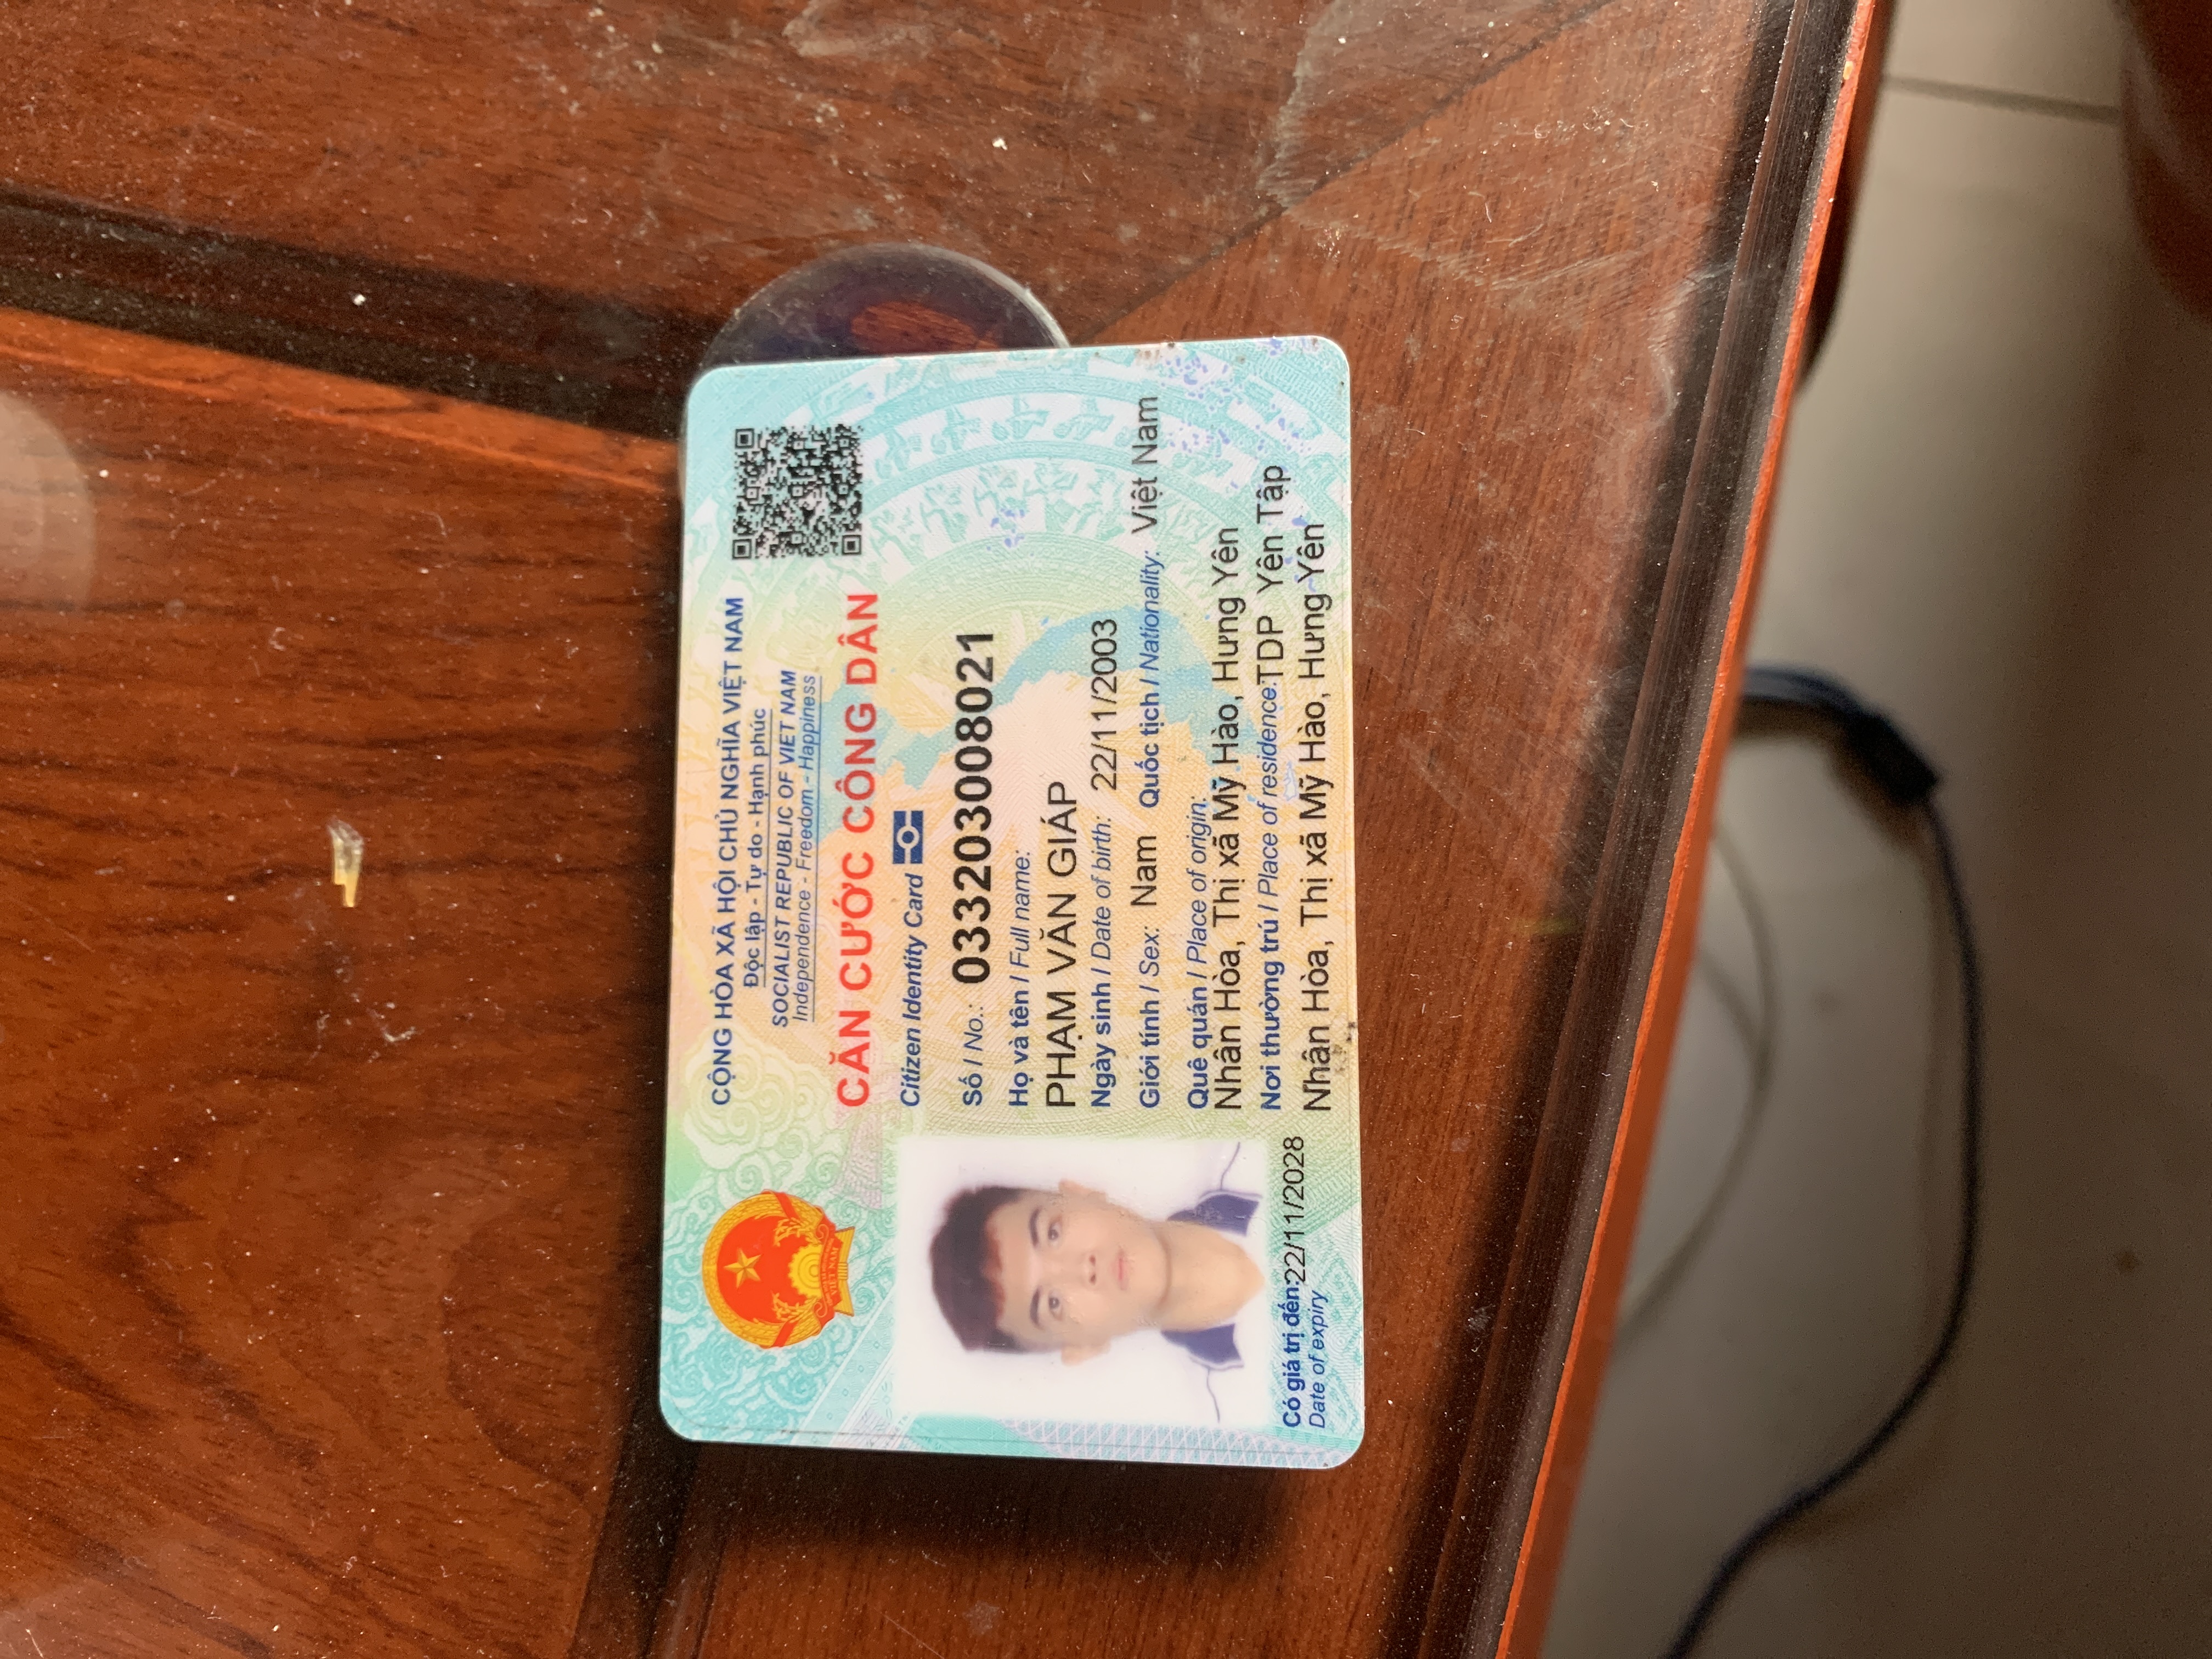 CỘNG HÒA XÃ HỘI CHỦ NGHĨA VIỆT NAM
Độc lập - Tự do - Hạnh phúc
SOCIALIST REPUBLIC OF VIET NAM
Independence - Freedom - Happiness
CĂN CƯỚC CÔNG DÂN
Citizen Identity Card
Số / No.: 033203008021
Họ và tên / Full name:
PHẠM VĂN GIÁP
Ngày sinh / Date of birth: 22/11/2003
Giới tính / Sex: Nam Quốc tịch / Nationality: Việt Nam
Quê quán / Place of origin:
Nhân Hòa, Thị xã Mỹ Hào, Hưng Yên
Nơi thường trú / Place of residence: TDP Yên Tập
Nhân Hòa, Thị xã Mỹ Hào, Hưng Yên
Có giá trị đến: 22/11/2028
Date of expiry
VIỆT NAM